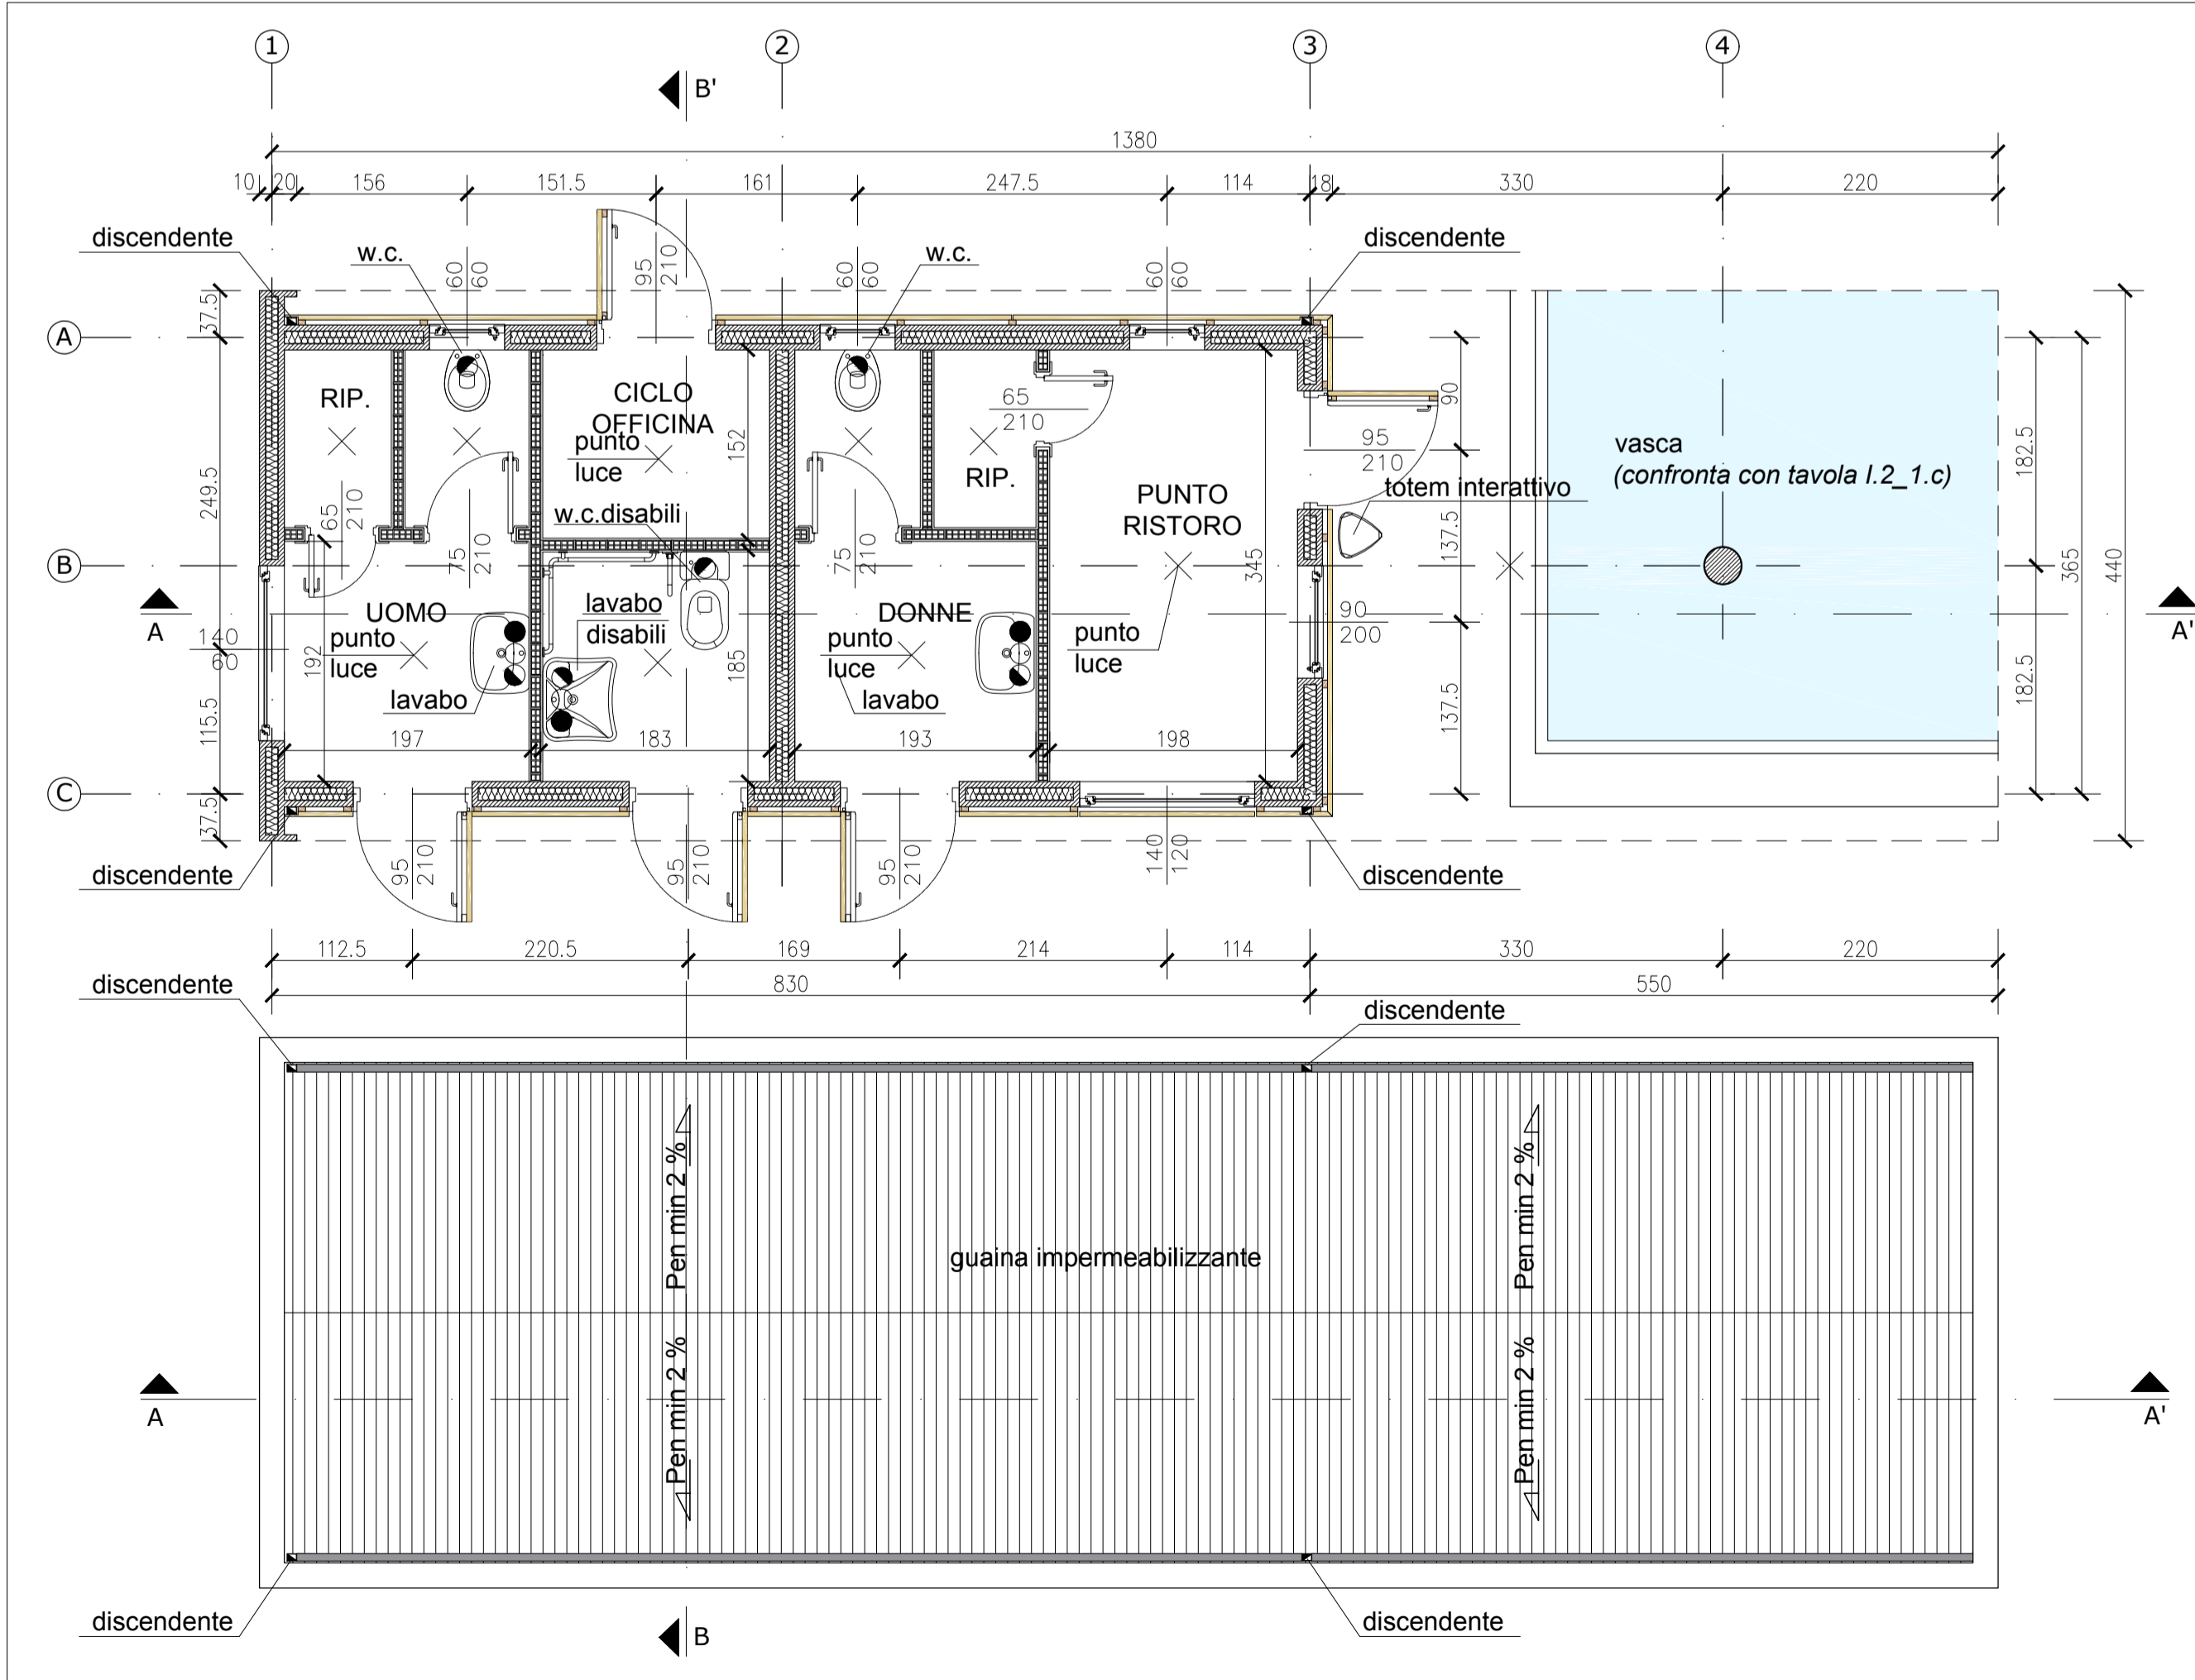 1 2 3 4
B'
1380
10 20 156 151.5 161 247.5 114 18 330 220
discendente
discendente
w.c.
w.c.
60 60
95 210
60 60
60 60
37.5
A
249.5
B
A
115.5
C
37.5
RIP.
CICLO
OFFICINA
punto
luce
152
65
210
RIP.
PUNTO
RISTORO
90
95
210
totem interattivo
vasca
(confronta con tavola I.2_1.c)
182.5
65 210
75 210
w.c.disabili
75 210
345
137.5
365
440
UOMO
punto
luce
lavabo
140
60
192
lavabo
disabili
185
DONNE
punto
luce
lavabo
punto
luce
90
200
A'
137.5
182.5
197 183 193 198
95 210
95 210
95 210
140 120
discendente
discendente
112.5 220.5 169 214 114 330 220
830 550
discendente
discendente
Pen min 2 %
Pen min 2 %
guaina impermeabilizzante
Pen min 2 %
Pen min 2 %
A
A'
discendente
discendente
B